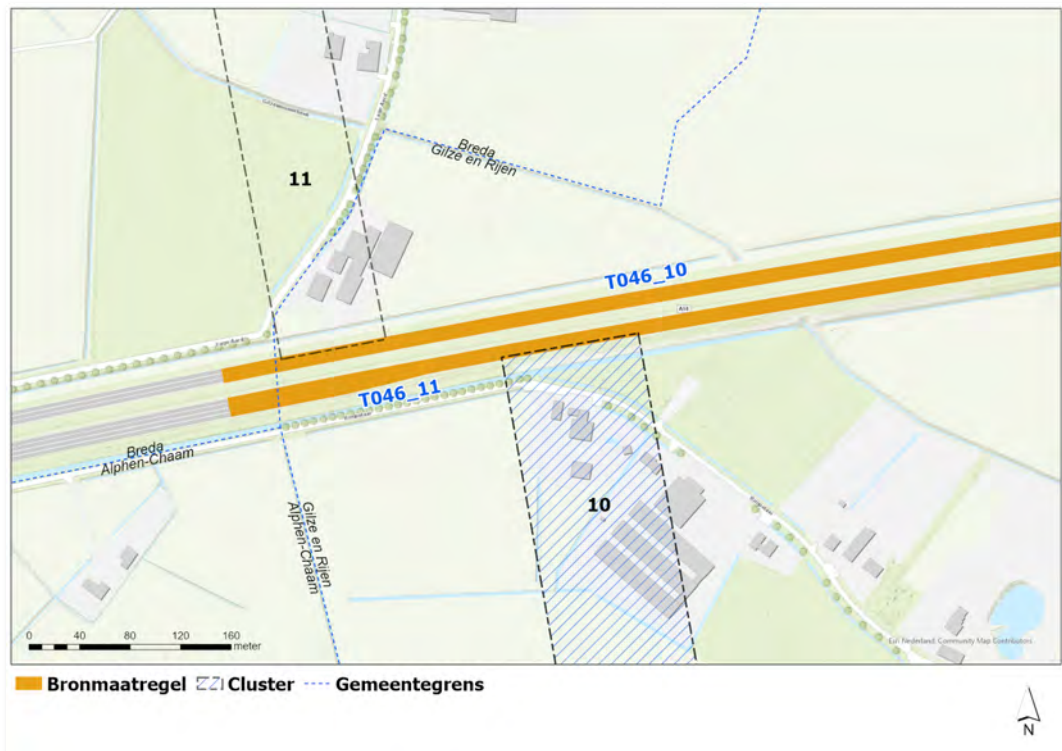 11
Breda
Gilze en Rijen
T046_10
T046_11
Breda
Alphen-Chaam
Gilze en Rijen
Alphen-Chaam
10
0 40 80 120 160
meter
Esri Nederland, Community Map Contributors
Bronmaatregel Cluster Gemeentegrens
N